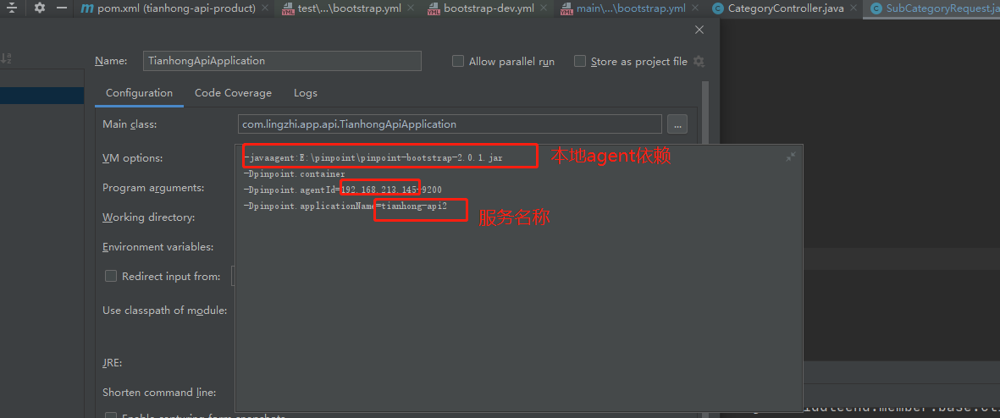 pom.xml (tianhong-api-product)
test\...\bootstrap.yml
bootstrap-dev.yml
main\...\bootstrap.yml
CategoryController.java
SubCategoryRequest.ja
Name:
TianhongApiApplication
Allow parallel run
Store as project file
Configuration
Code Coverage
Logs
Main class:
com.lingzhi.app.api.TianhongApiApplication
...
VM options:
-javaagent:E:\pinpoint\pinpoint-bootstrap-2.0.1.jar
本地agent依赖
-Dpinpoint.container
Program arguments:
-Dpinpoint.agentId=192.168.213.145-9200
-Dpinpoint.applicationName=tianhong-api2
服务名称
Working directory:
Environment variables:
Redirect input from:
Use classpath of module:
JRE:
Shorten command line:
Enable capturing form snapshots